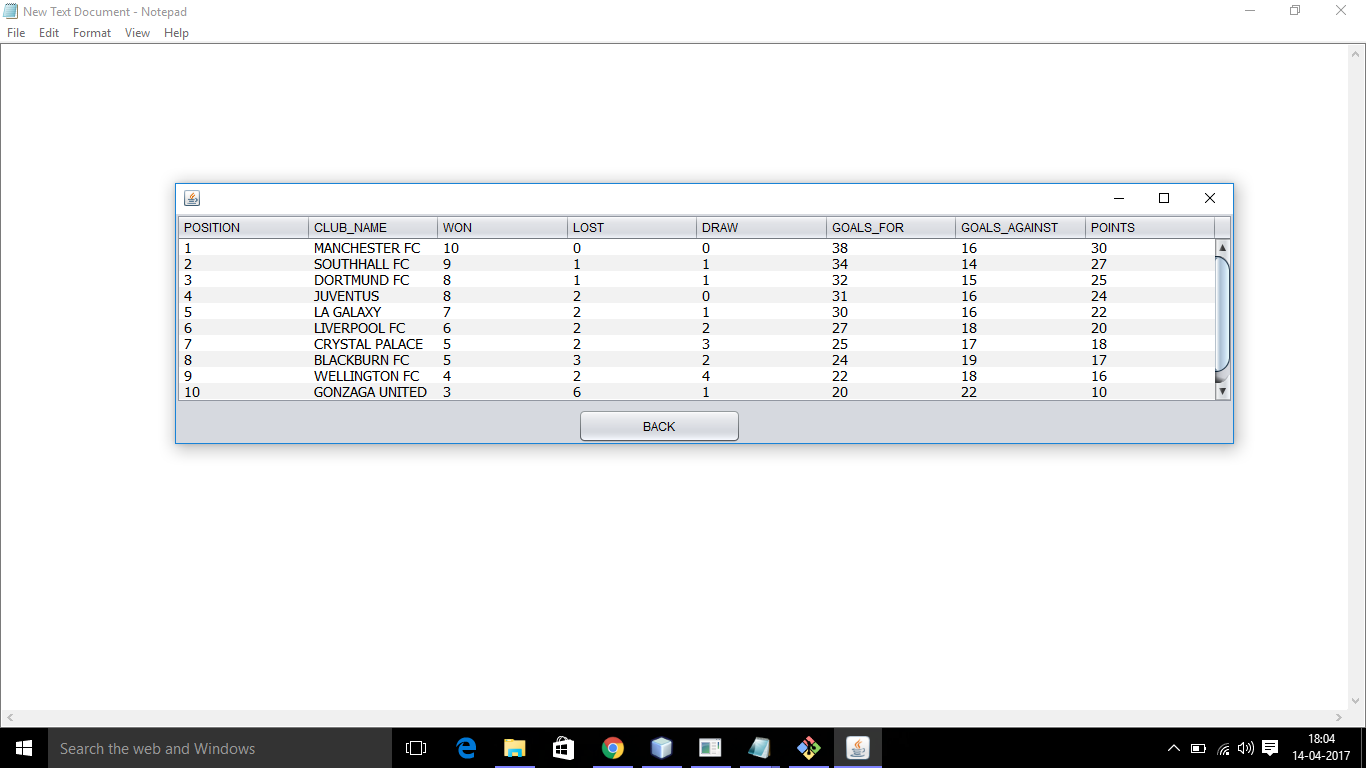 New Text Document - Notepad
File Edit Format View Help
POSITION CLUB_NAME WON LOST DRAW GOALS_FOR GOALS_AGAINST POINTS
1 MANCHESTER FC 10 0 0 38 16 30
2 SOUTHHALL FC 9 1 1 34 14 27
3 DORTMUND FC 8 1 1 32 15 25
4 JUVENTUS 8 2 0 31 16 24
5 LA GALAXY 7 2 1 30 16 22
6 LIVERPOOL FC 6 2 2 27 18 20
7 CRYSTAL PALACE 5 2 3 25 17 18
8 BLACKBURN FC 5 3 2 24 19 17
9 WELLINGTON FC 4 2 4 22 18 16
10 GONZAGA UNITED 3 6 1 20 22 10
BACK
Search the web and Windows
18:04
14-04-2017